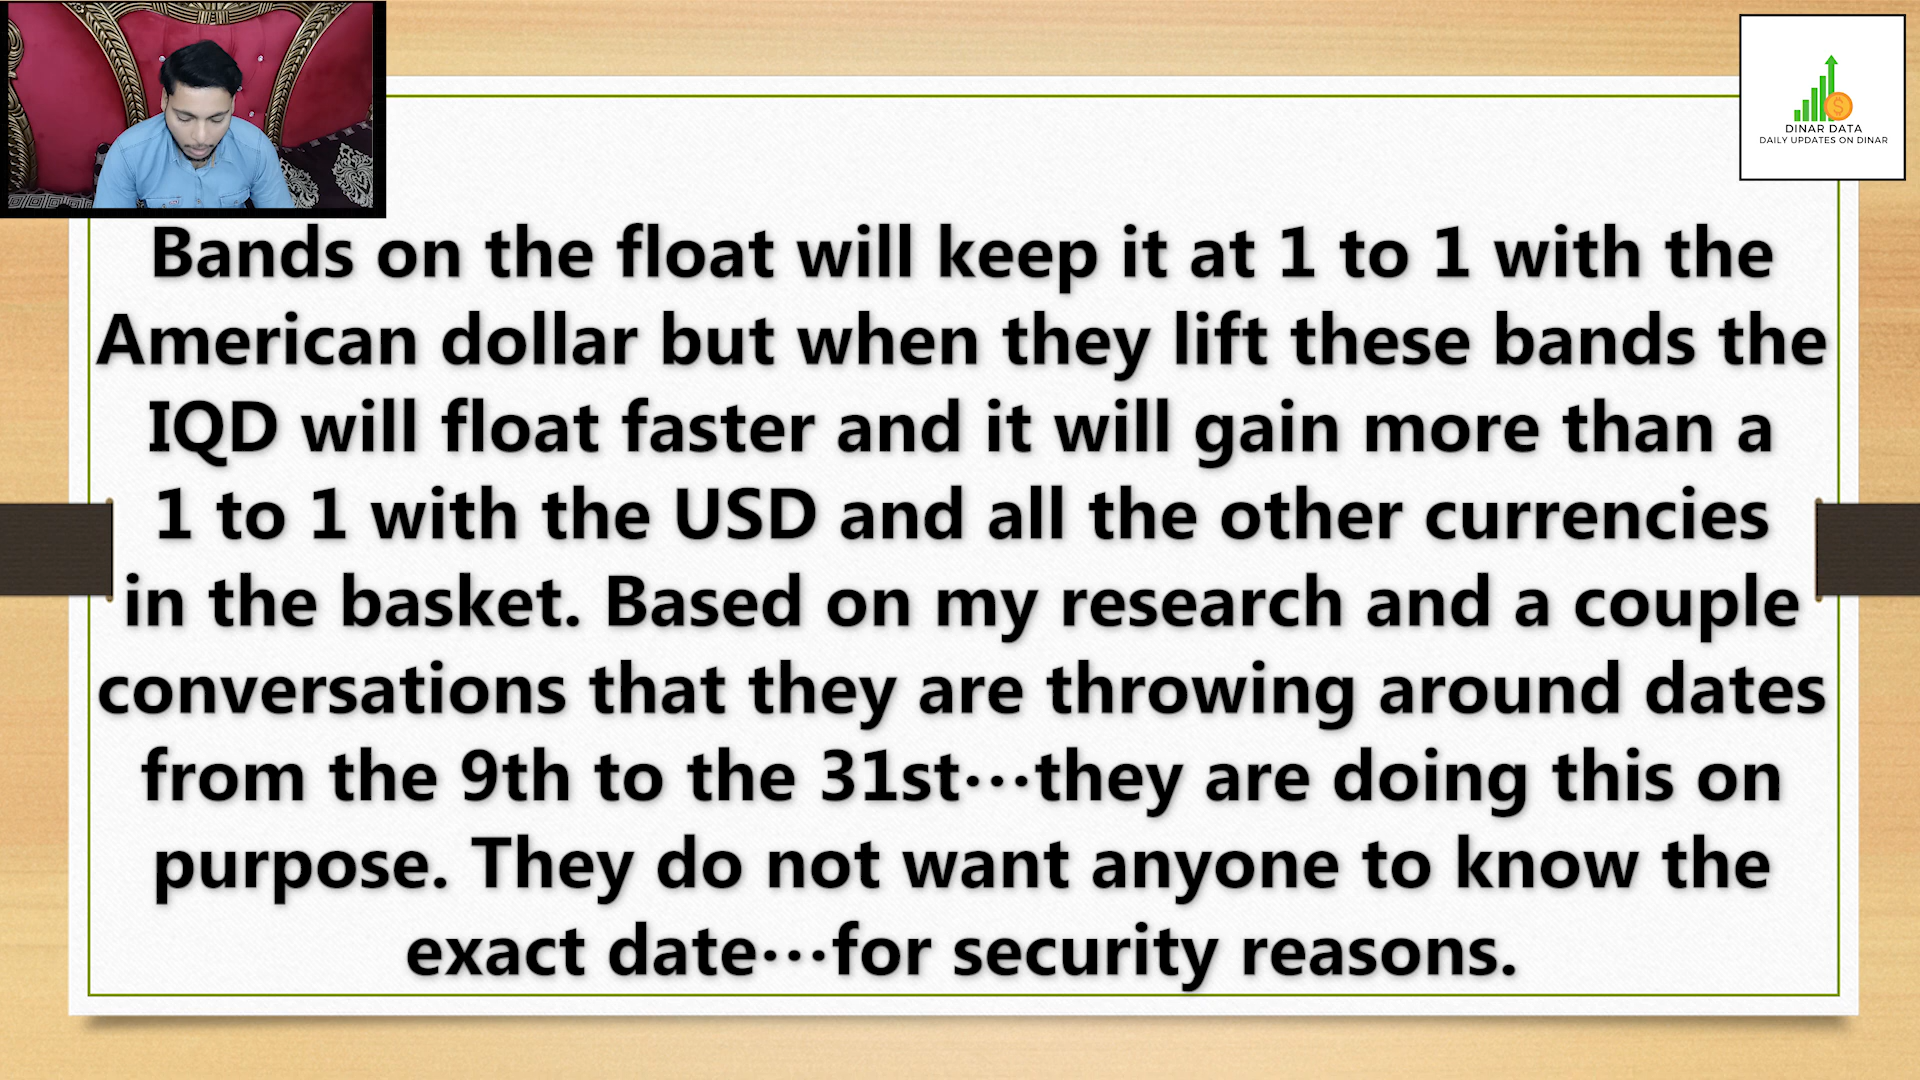 DINAR DATA
DAILY UPDATES ON DINAR
Bands on the float will keep it at 1 to 1 with the
American dollar but when they lift these bands the
IQD will float faster and it will gain more than a
1 to 1 with the USD and all the other currencies
in the basket. Based on my research and a couple
conversations that they are throwing around dates
from the 9th to the 31st···they are doing this on
purpose. They do not want anyone to know the
exact date···for security reasons.